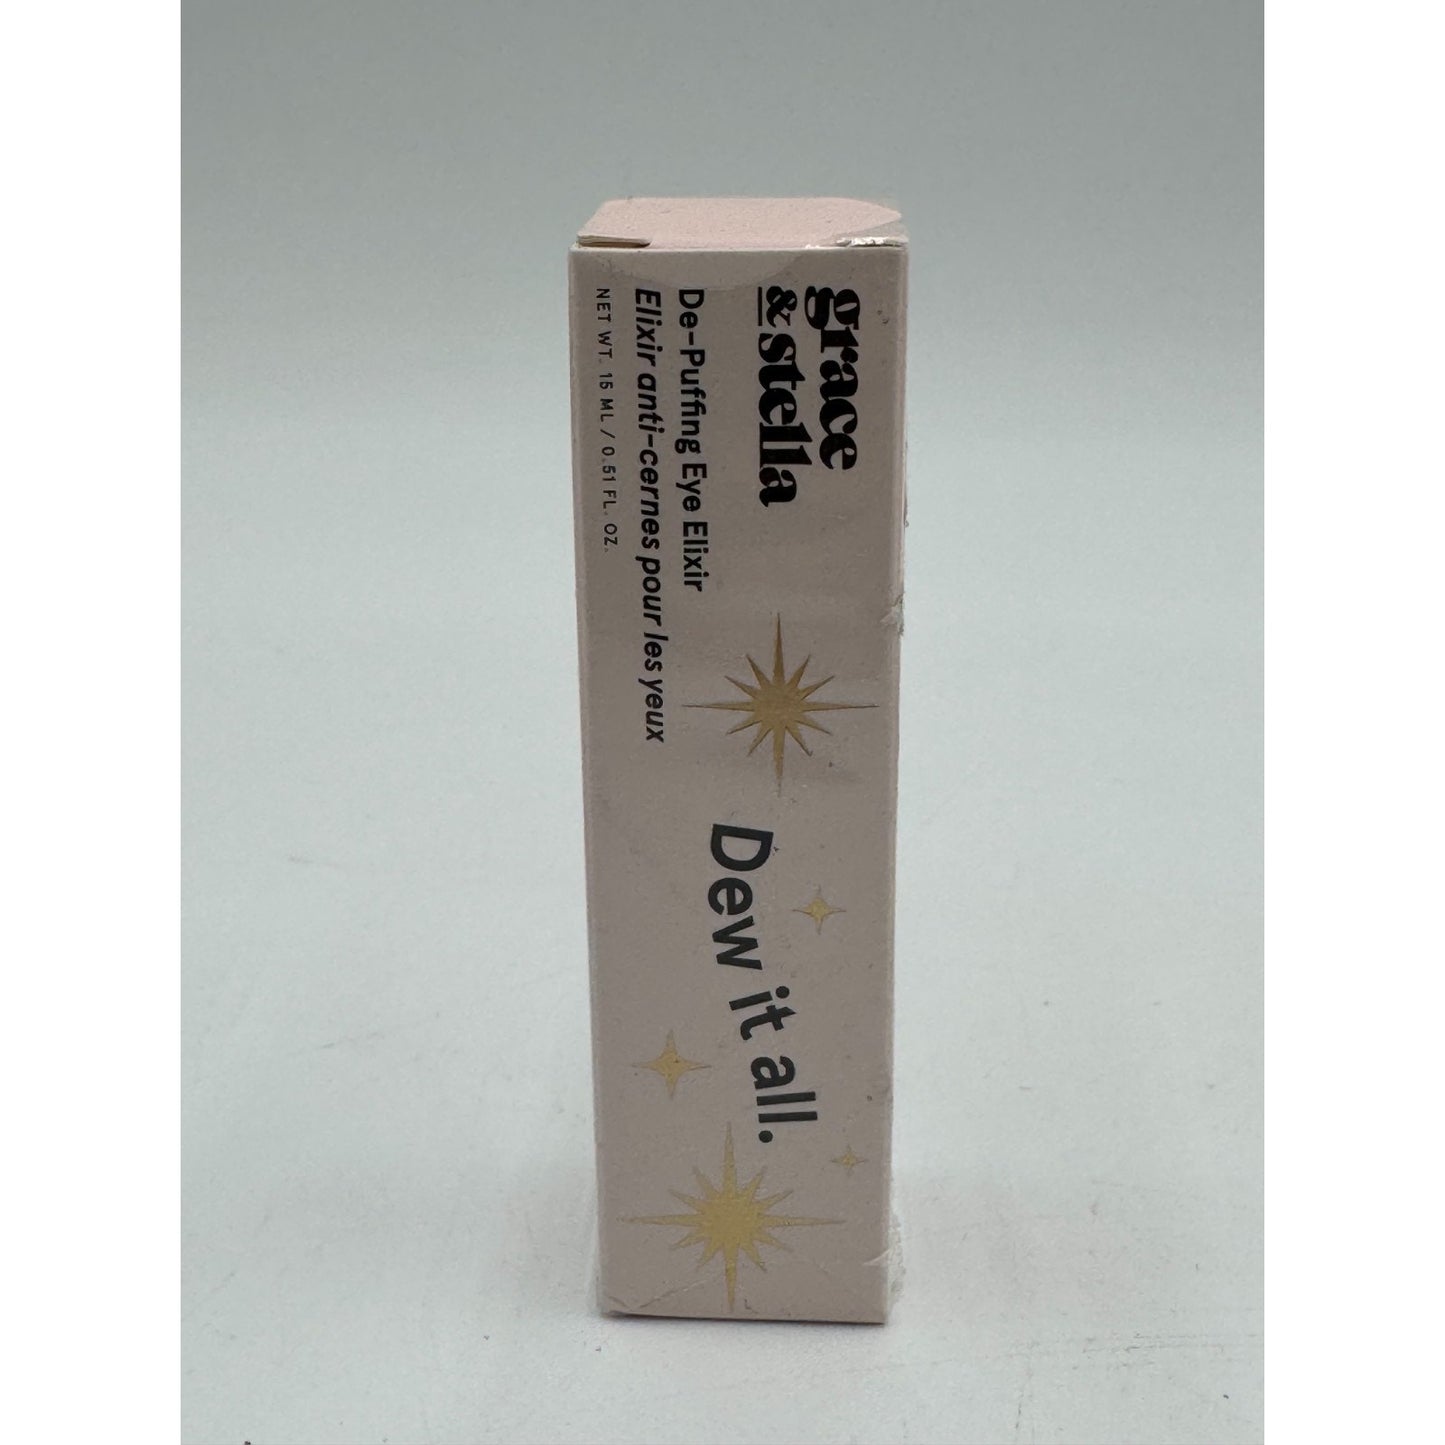 grace
& stella
De-Puffing Eye Elixir
Elixir anti-cernes pour les yeux
NET WT. 15 ML / 0.51 FL. OZ.
Dew it all.